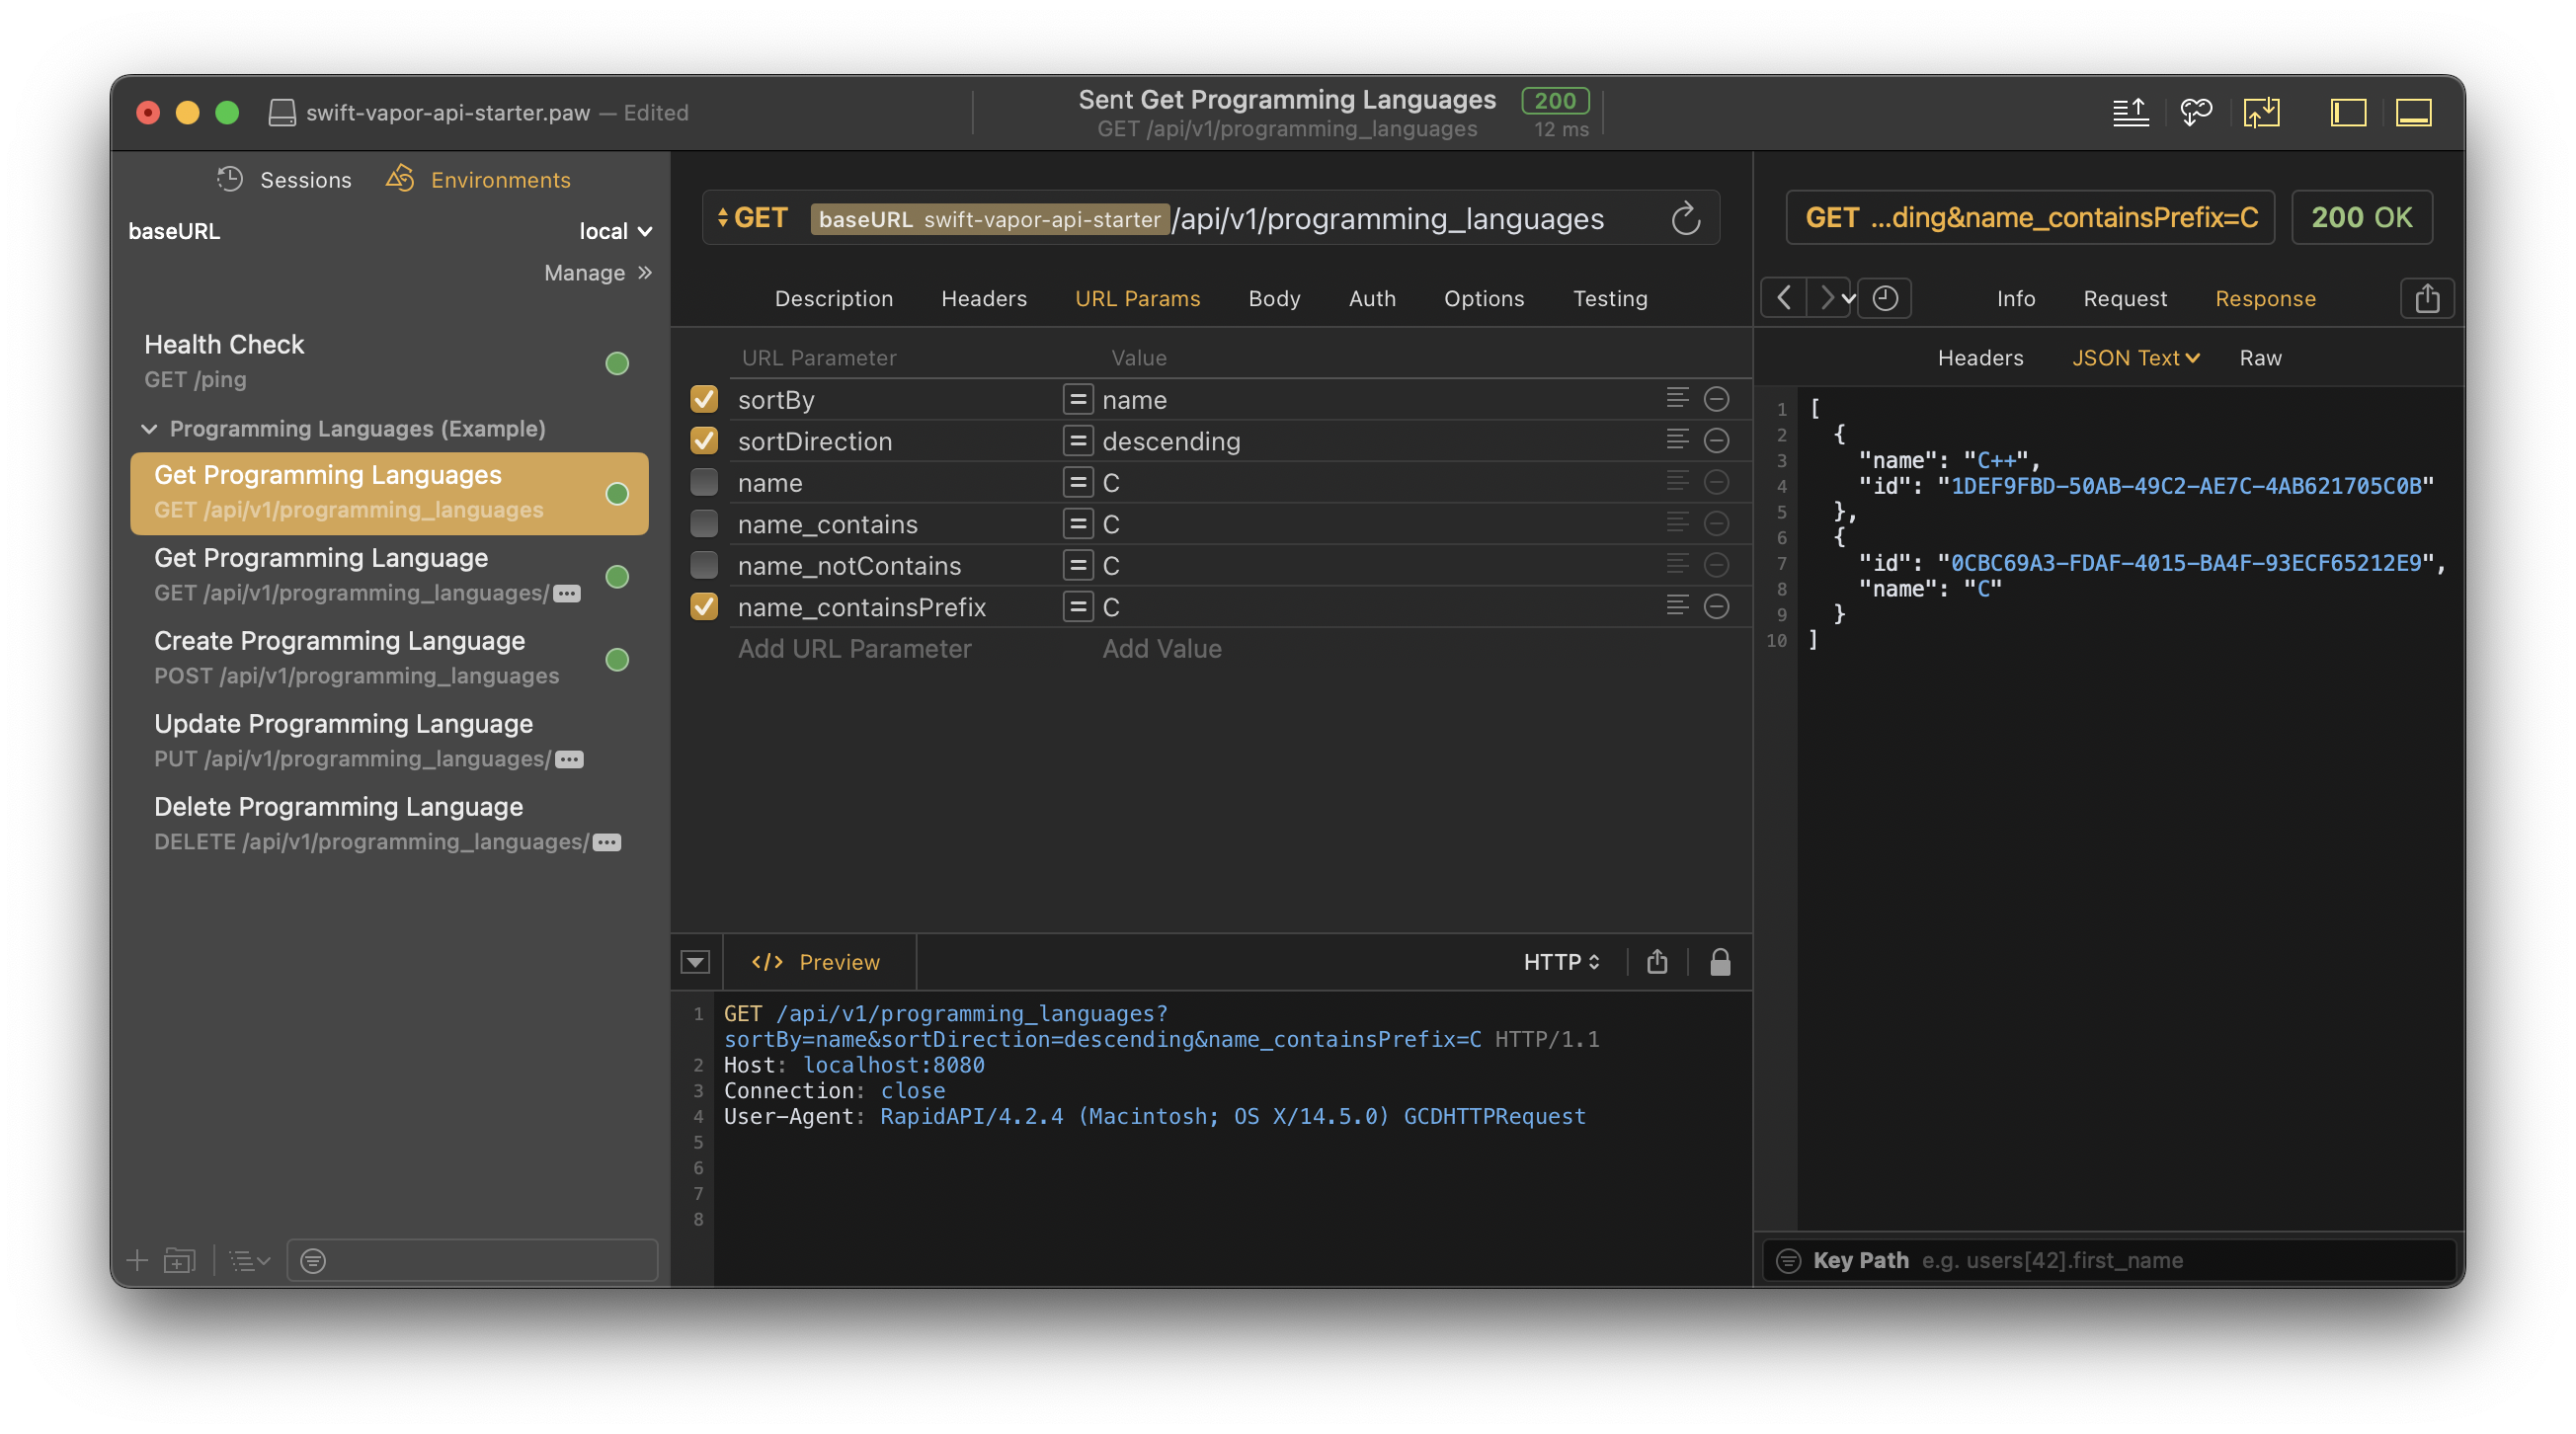 swift-vapor-api-starter.paw — Edited
Sent Get Programming Languages 200
GET /api/v1/programming_languages 12 ms
Sessions Environments
baseURL local
Manage
Health Check
GET /ping
Programming Languages (Example)
Get Programming Languages
GET /api/v1/programming_languages
Get Programming Language
GET /api/v1/programming_languages/
Create Programming Language
POST /api/v1/programming_languages
Update Programming Language
PUT /api/v1/programming_languages/
Delete Programming Language
DELETE /api/v1/programming_languages/
GET baseURL swift-vapor-api-starter/api/v1/programming_languages
Description Headers URL Params Body Auth Options Testing
URL Parameter Value
sortBy = name
sortDirection = descending
name = C
name_contains = C
name_notContains = C
name_containsPrefix = C
Add URL Parameter Add Value
</> Preview HTTP
1 GET /api/v1/programming_languages?
sortBy=name&sortDirection=descending&name_containsPrefix=C HTTP/1.1
2 Host: localhost:8080
3 Connection: close
4 User-Agent: RapidAPI/4.2.4 (Macintosh; OS X/14.5.0) GCDHTTPRequest
5
6
7
8
GET ...ding&name_containsPrefix=C 200 OK
Info Request Response
Headers JSON Text Raw
1 [
2 {
3 "name": "C++",
4 "id": "1DEF9FBD-50AB-49C2-AE7C-4AB621705C0B"
5 },
6 {
7 "id": "0CBC69A3-FDAF-4015-BA4F-93ECF65212E9",
8 "name": "C"
9 }
10 ]
Key Path e.g. users[42].first_name